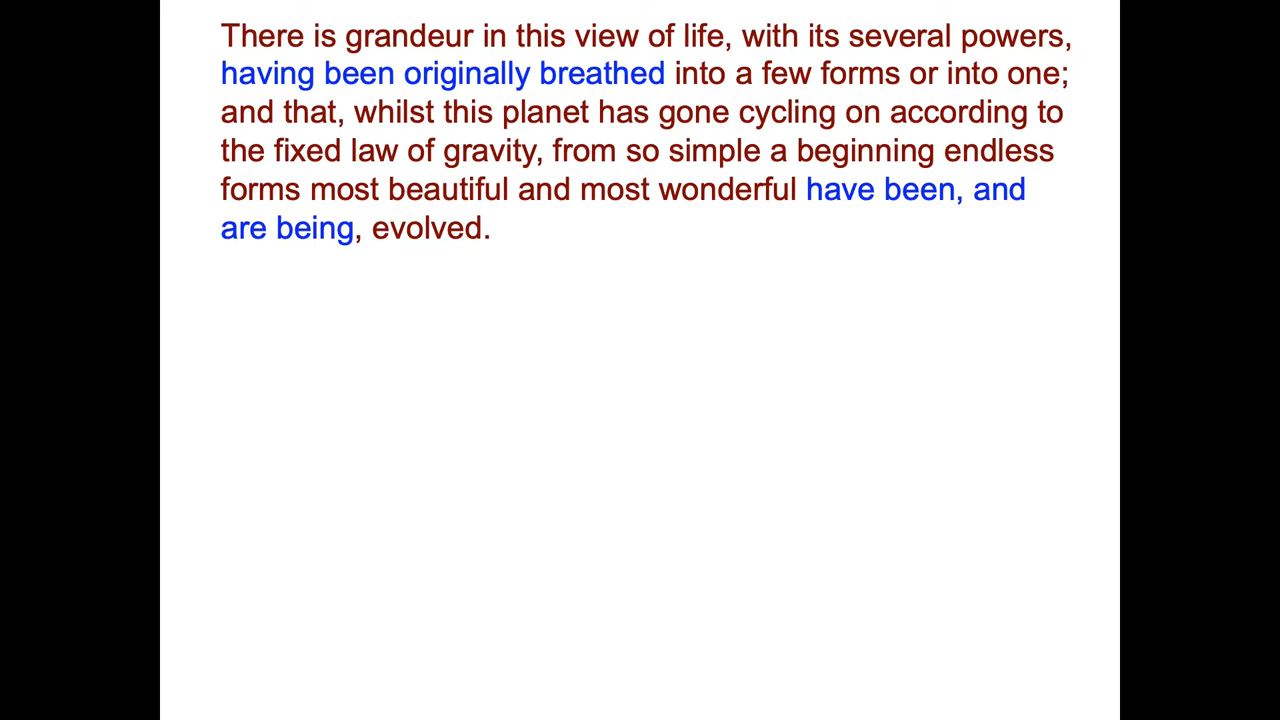 There is grandeur in this view of life, with its several powers,
having been originally breathed into a few forms or into one;
and that, whilst this planet has gone cycling on according to
the fixed law of gravity, from so simple a beginning endless
forms most beautiful and most wonderful have been, and
are being, evolved.